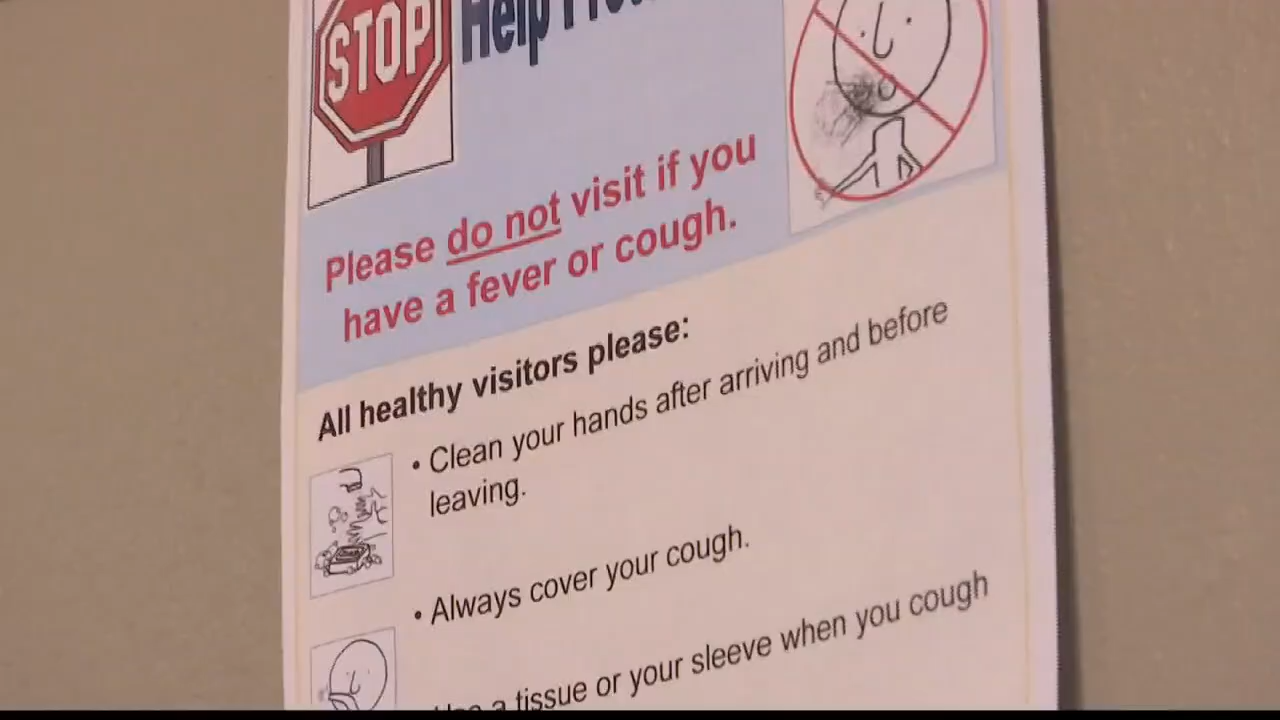 STOP
Help
Please do not visit if you
have a fever or cough.
All healthy visitors please:
• Clean your hands after arriving and before
leaving.
• Always cover your cough.
a tissue or your sleeve when you cough